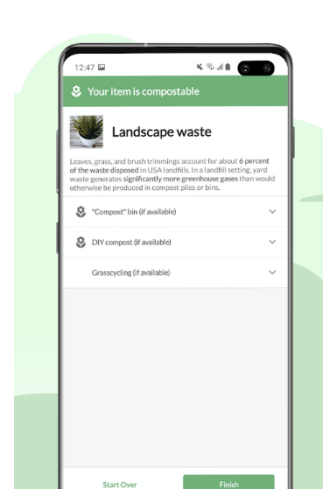 12:47
Your item is compostable
Landscape waste
Leaves, grass, and brush trimmings account for about 6 percent
of the waste disposed in USA landfills. In a landfill setting, yard
waste generates significantly more greenhouse gases than would
otherwise be produced in compost piles or bins.
"Compost" bin (if available)
DIY compost (if available)
Grasscycling (if available)
Start Over
Finish